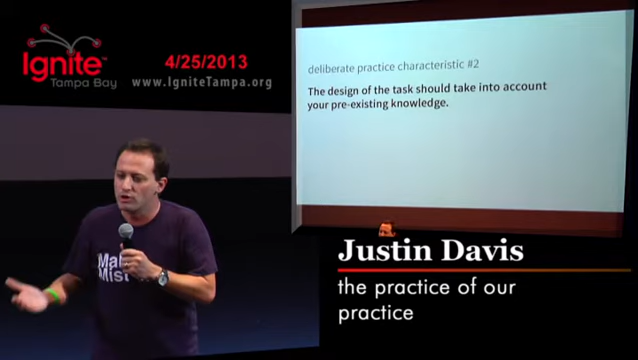 Ignite™
Tampa Bay
4/25/2013
www.IgniteTampa.org
deliberate practice characteristic #2
The design of the task should take into account
your pre-existing knowledge.
Justin Davis
the practice of our
practice